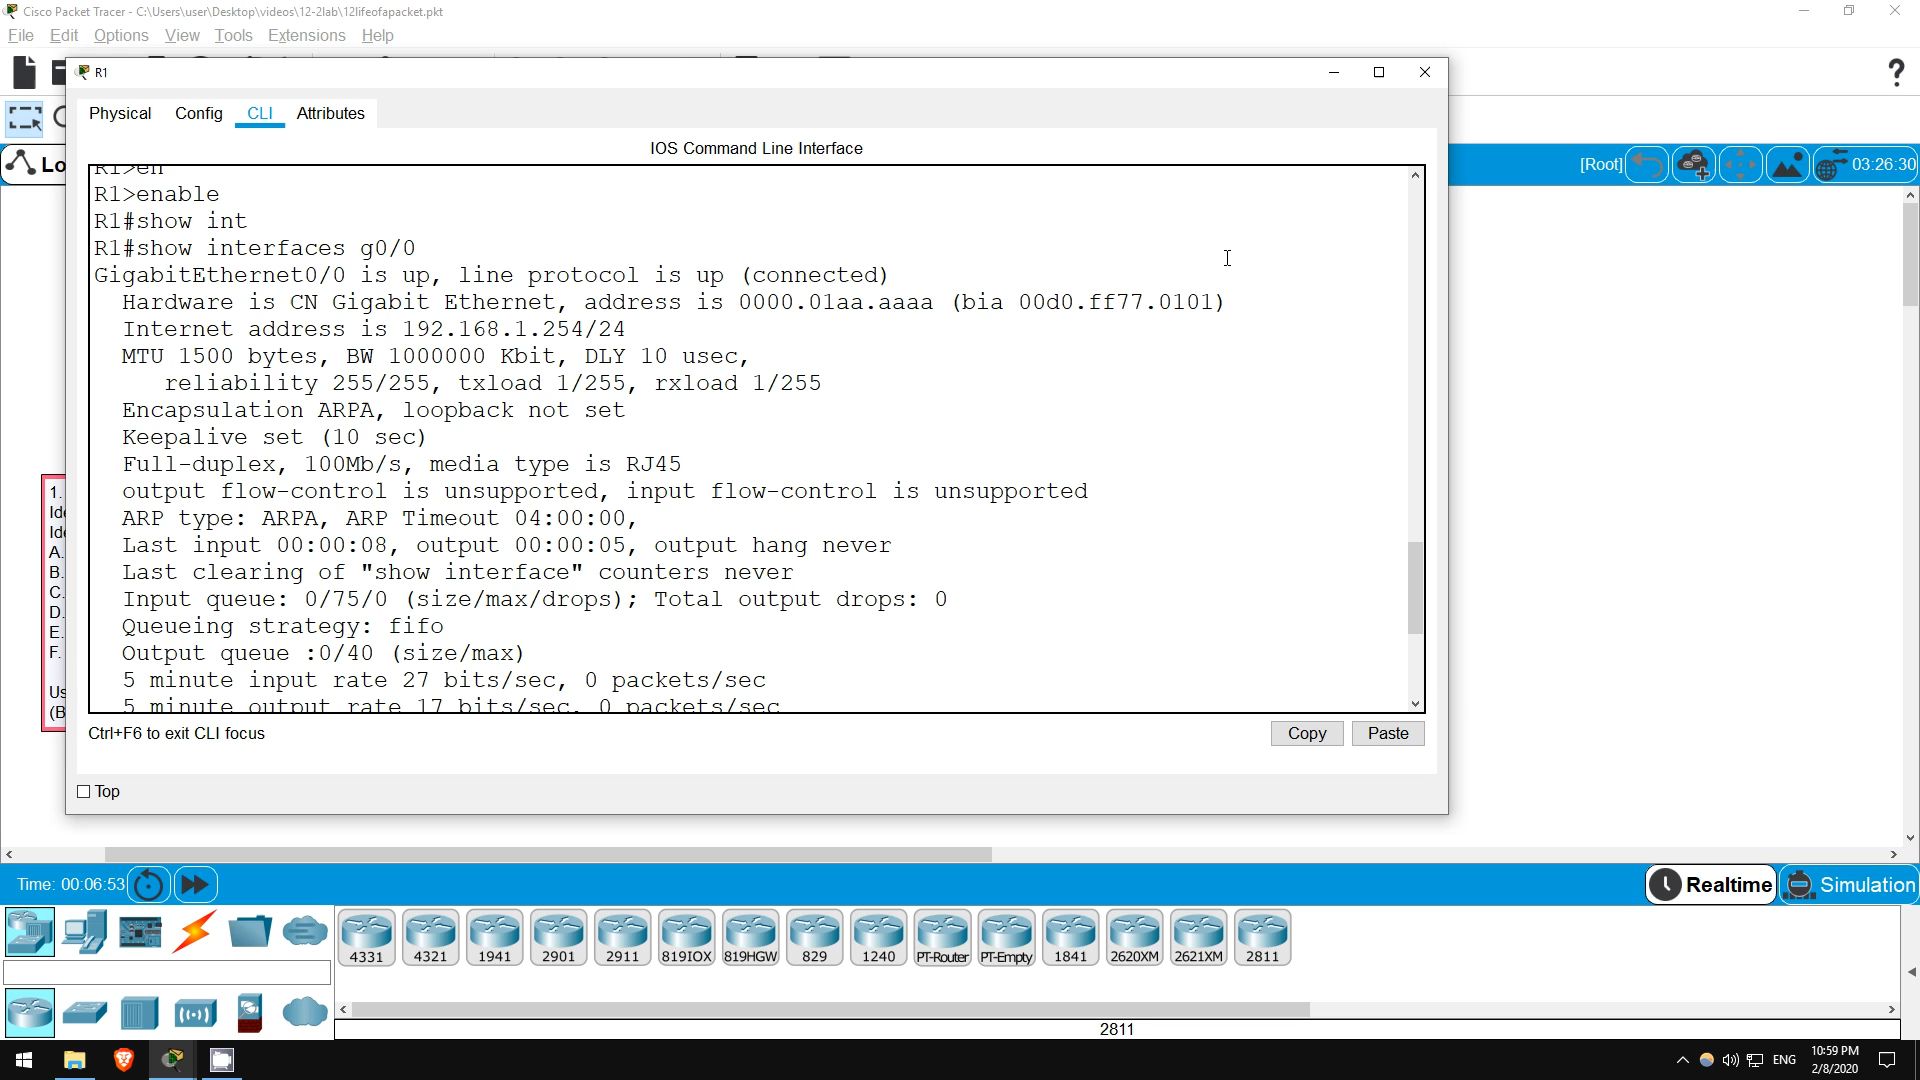 Cisco Packet Tracer - C:\Users\user\Desktop\videos\12-2lab\12lifeofapacket.pkt
File Edit Options View Tools Extensions Help
R1
?
Physical Config CLI Attributes
IOS Command Line Interface
Lo
[Root] 03:26:30
R1>en
R1>enable
R1#show int
R1#show interfaces g0/0
GigabitEthernet0/0 is up, line protocol is up (connected)
Hardware is CN Gigabit Ethernet, address is 0000.01aa.aaaa (bia 00d0.ff77.0101)
Internet address is 192.168.1.254/24
MTU 1500 bytes, BW 1000000 Kbit, DLY 10 usec,
reliability 255/255, txload 1/255, rxload 1/255
Encapsulation ARPA, loopback not set
Keepalive set (10 sec)
Full-duplex, 100Mb/s, media type is RJ45
output flow-control is unsupported, input flow-control is unsupported
ARP type: ARPA, ARP Timeout 04:00:00,
Last input 00:00:08, output 00:00:05, output hang never
Last clearing of "show interface" counters never
Input queue: 0/75/0 (size/max/drops); Total output drops: 0
Queueing strategy: fifo
Output queue :0/40 (size/max)
5 minute input rate 27 bits/sec, 0 packets/sec
5 minute output rate 17 bits/sec, 0 packets/sec
1.
Ide
Ide
A.
B.
C.
D.
E.
F.
Us
(B
Ctrl+F6 to exit CLI focus
Copy Paste
Top
Time: 00:06:53
Realtime Simulation
4331 4321 1941 2901 2911 819IOX 819HGW 829 1240 PT-Router PT-Empty 1841 2620XM 2621XM 2811
2811
ENG
10:59 PM
2/8/2020